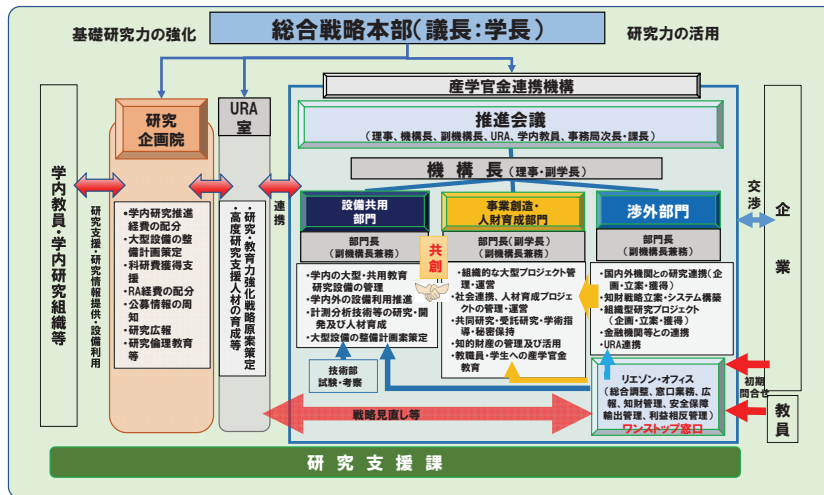 基礎研究力の強化
総合戦略本部(議長:学長)
研究力の活用
産学官金連携機構
推進会議
(理事、機構長、副機構長、URA、学内教員、事務局次長・課長)
機 構 長 (理事・副学長)
学内教員・学内研究組織等
研究支援・研究情報提供・設備利用
研究
企画院
・学内研究推進
経費の配分
・大型設備の整
備計画策定
・科研費獲得支
援
・RA経費の配分
・公募情報の周
知
・研究広報
・研究倫理教育
等
URA
室
・研究・教育力強化戦略原案策定
・高度研究支援人材の育成等
連携
設備共用
部門
部門長
(副機構長兼務)
・学内の大型・共用教育
研究設備の管理
・学内外の設備利用推進
・計測分析技術等の研究・開
発及び人材育成
・大型設備の整備計画案策定
技術部
試験・考察
共創
事業創造・
人財育成部門
部門長(副学長)
(副機構長兼務)
・組織的な大型プロジェクト管
理・運営
・社会連携、人材育成プロジェ
クトの管理・運営
・共同研究・受託研究・学術指
導・秘密保持
・知的財産の管理及び活用
・教職員・学生への産学官金
教育
渉外部門
部門長
(副機構長兼務)
・国内外機関との研究連携(企
画・立案・獲得)
・知財戦略立案・システム構築
・組織型研究プロジェクト
(企画・立案・獲得)
・金融機関等との連携
・URA連携
リエゾン・オフィス
(総合調整、窓口業務、広
報、知財管理、安全保障
輸出管理、利益相反管理)
ワンストップ窓口
交渉
企 業
初期
問合せ
教員
戦略見直し等
研 究 支 援 課